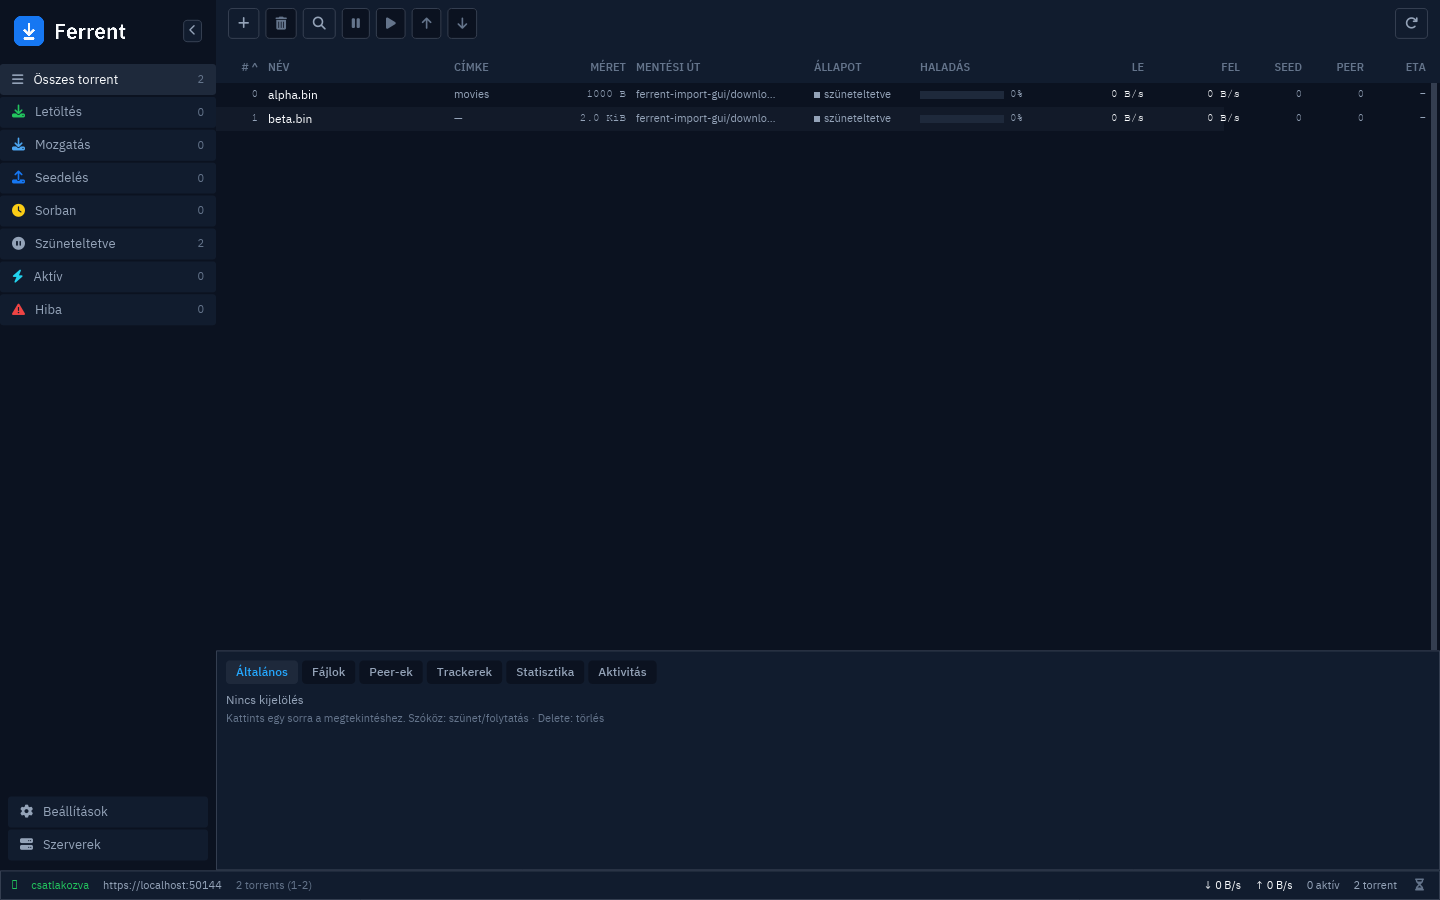 Ferrent
Összes torrent 2
Letöltés 0
Mozgatás 0
Seedelés 0
Sorban 0
Szüneteltetve 2
Aktív 0
Hiba 0
Beállítások
Szerverek
# ^ NÉV CÍMKE MÉRET MENTÉSI ÚT ÁLLAPOT HALADÁS LE FEL SEED PEER ETA
0 alpha.bin movies 1000 B ferrent-import-gui/downlo... szüneteltetve 0% 0 B/s 0 B/s 0 0 –
1 beta.bin — 2.0 KiB ferrent-import-gui/downlo... szüneteltetve 0% 0 B/s 0 B/s 0 0 –
Általános Fájlok Peer-ek Trackerek Statisztika Aktivitás
Nincs kijelölés
Kattints egy sorra a megtekintéshez. Szóköz: szünet/folytatás · Delete: törlés
csatlakozva https://localhost:50144 2 torrents (1-2) ↓ 0 B/s ↑ 0 B/s 0 aktív 2 torrent